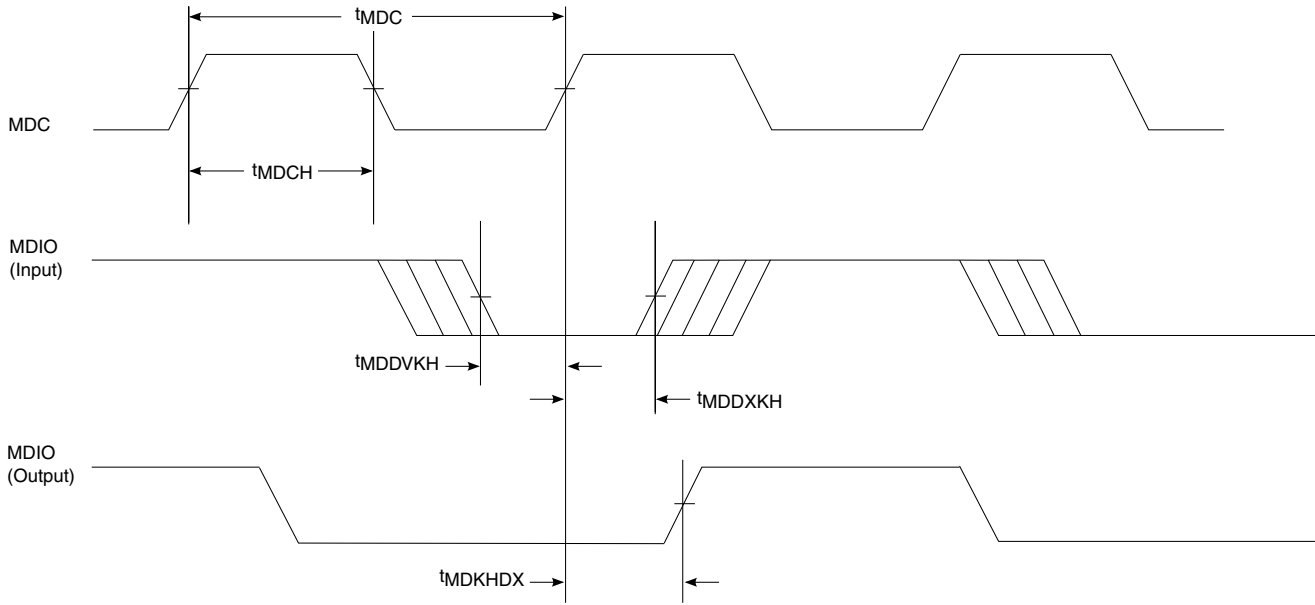 tMDC
MDC
tMDCH
MDIO
(Input)
tMDDVKH
tMDDXKH
MDIO
(Output)
tMDKHDX